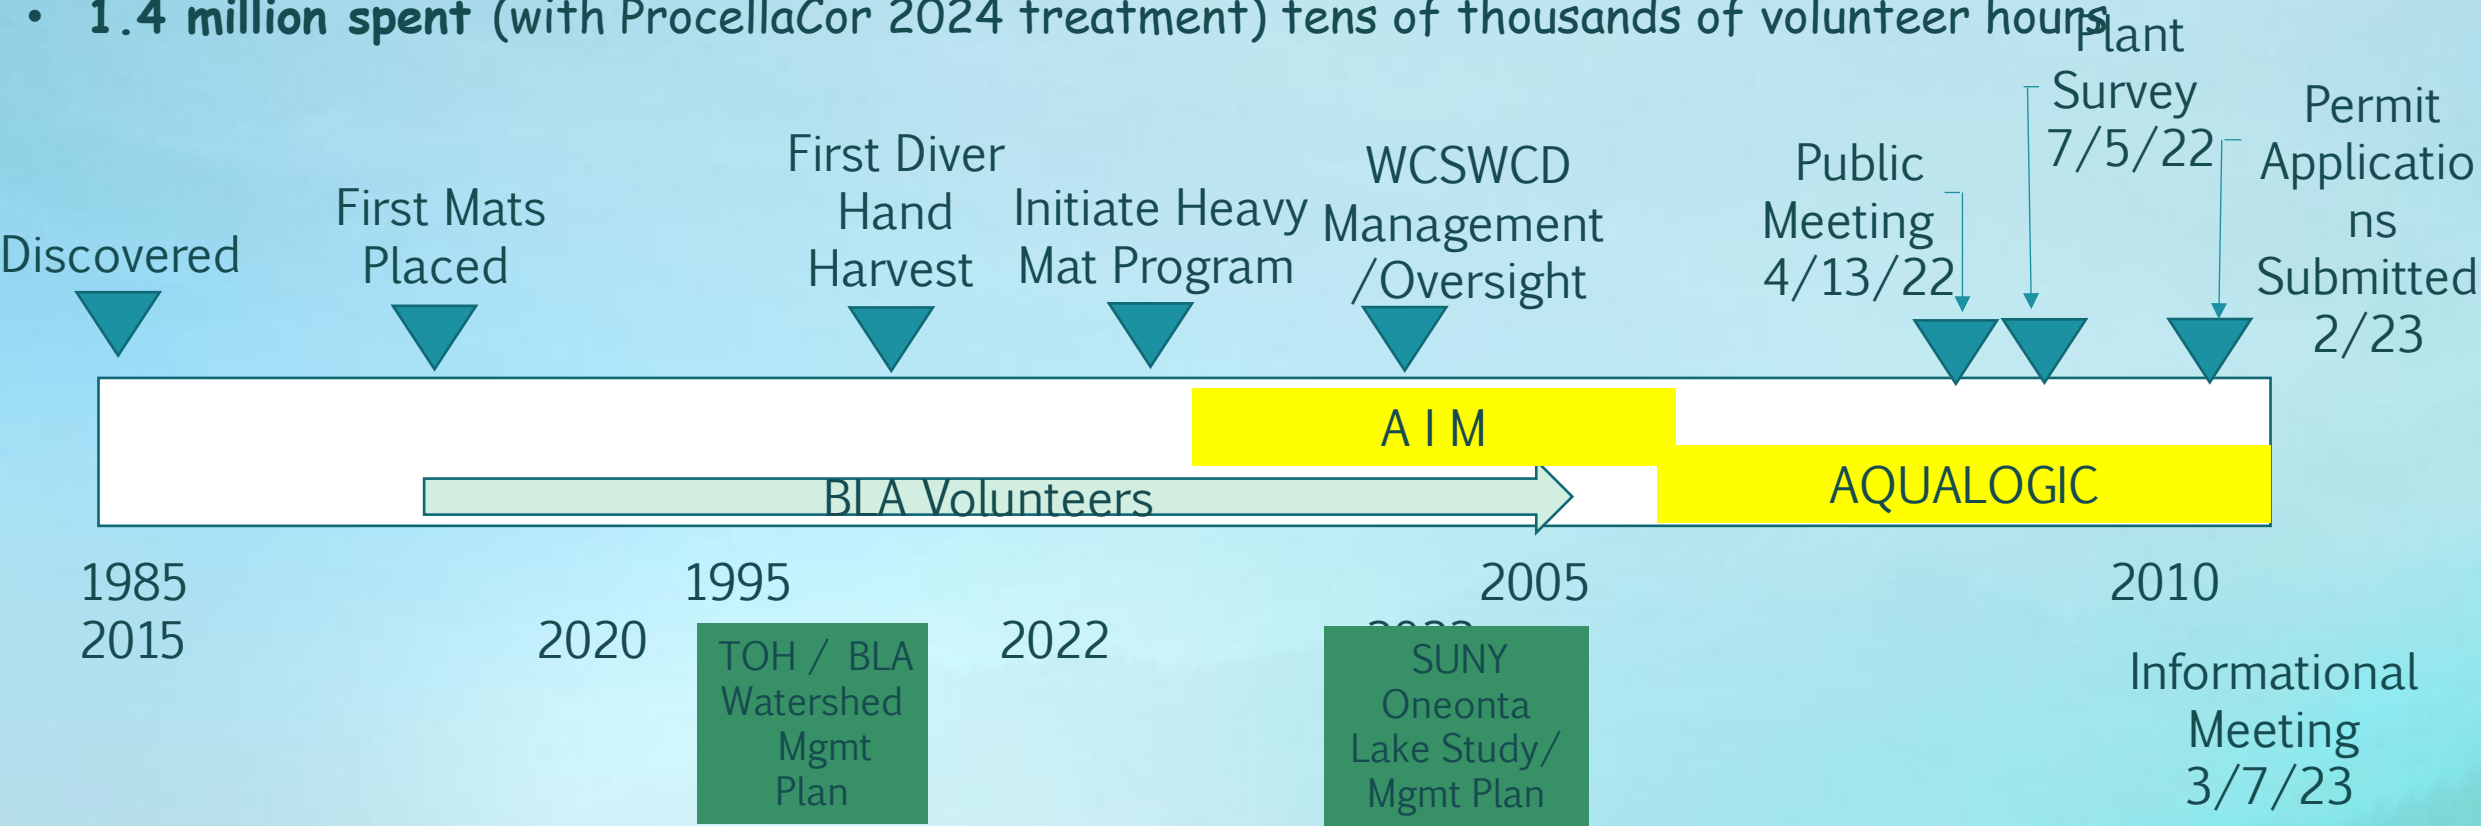 • 1.4 million spent (with ProcellaCor 2024 treatment) tens of thousands of volunteer hours
Discovered
First Mats
Placed
First Diver
Hand
Harvest
Initiate Heavy
Mat Program
WCSWCD
Management
/Oversight
Public
Meeting
4/13/22
Plant
Survey
7/5/22
Permit
Applicatio
ns
Submitted
2/23
A I M
BLA Volunteers
AQUALOGIC
1985 1995 2005 2010
2015 2020 2022
TOH / BLA
Watershed
Mgmt
Plan
SUNY
Oneonta
Lake Study/
Mgmt Plan
Informational
Meeting
3/7/23